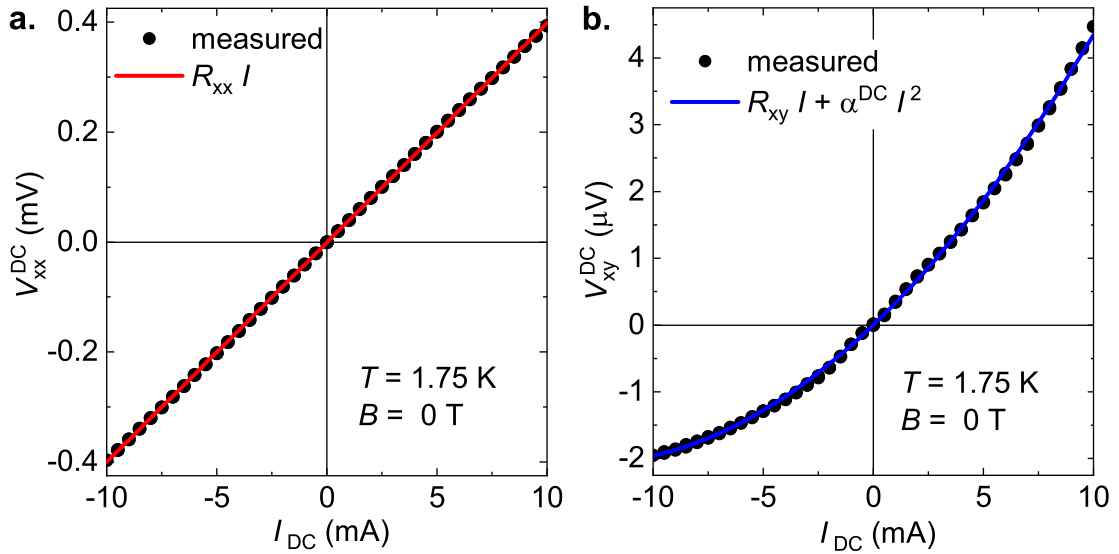 a.
measured
R_xx I
V_xx^DC (mV)
0.4
0.2
0.0
-0.2
-0.4
T = 1.75 K
B = 0 T
-10
-5
0
5
10
I_DC (mA)
b.
measured
R_xy I + α^DC I^2
V_xy^DC (μV)
4
3
2
1
0
-1
-2
T = 1.75 K
B = 0 T
-10
-5
0
5
10
I_DC (mA)